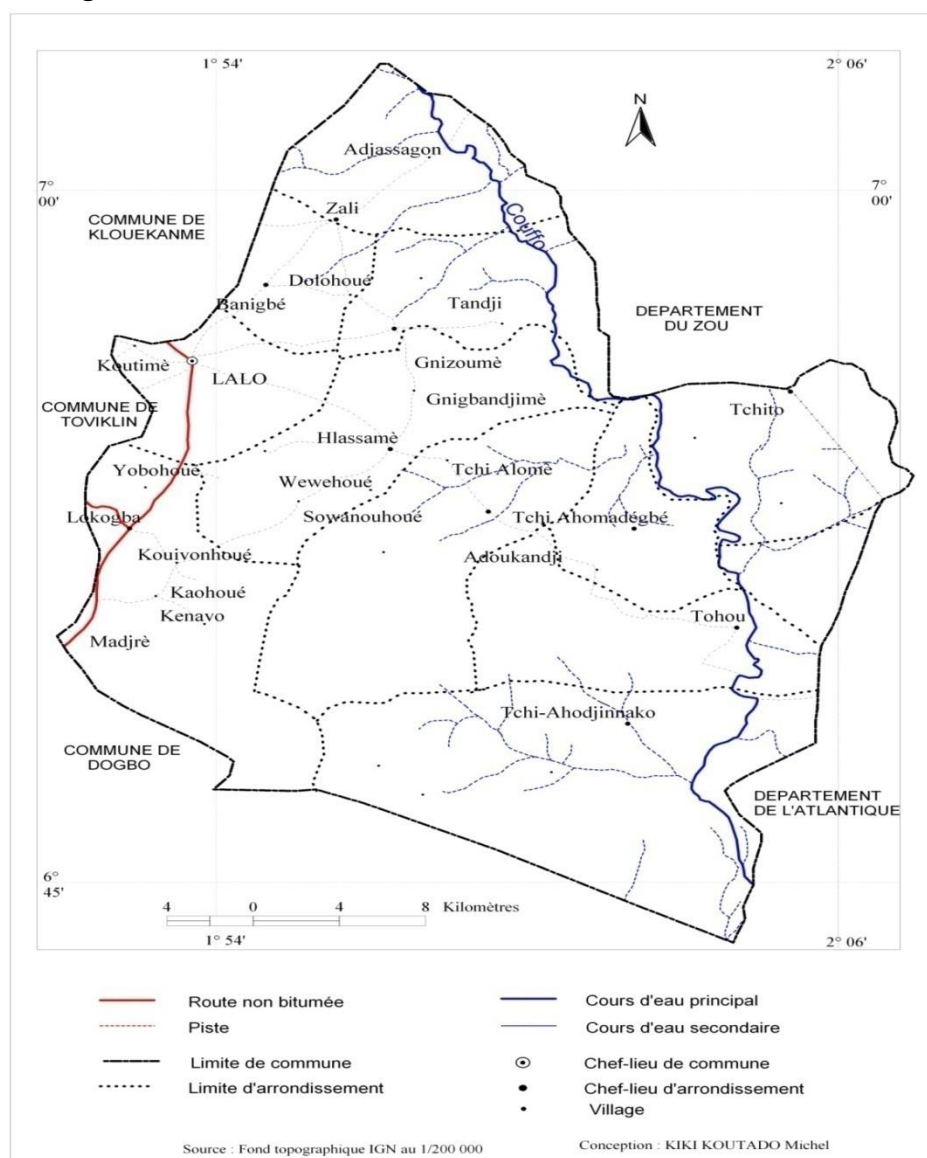 1° 54'
2° 06'
N
Adjassagon
7°
00'
7°
00'
COMMUNE DE
KLOUEKANME
Zali
Couffo
Dolohoué
Banigbé
Tandji
DEPARTEMENT
DU ZOU
Koutimè
LALO
Gnizoumè
Gnigbandjimè
Tchito
COMMUNE DE
TOVIKLIN
Hlassamè
Yobohoué
Wewehoué
Tchi Alomè
Lokogba
Sowanouhoué
Tchi Ahomadégbé
Kouivonhoué
Adoukandji
Kaohoué
Kenavo
Tohou
Madjrè
Tchi-Ahodjinnako
COMMUNE DE
DOGBO
DEPARTEMENT
DE L'ATLANTIQUE
6°
45'
4 0 4 8 Kilomètres
1° 54'
2° 06'
Route non bitumée
Cours d'eau principal
Piste
Cours d'eau secondaire
Limite de commune
Chef-lieu de commune
Limite d'arrondissement
Chef-lieu d'arrondissement
Village
Source : Fond topographique IGN au 1/200 000
Conception : KIKI KOUTADO Michel